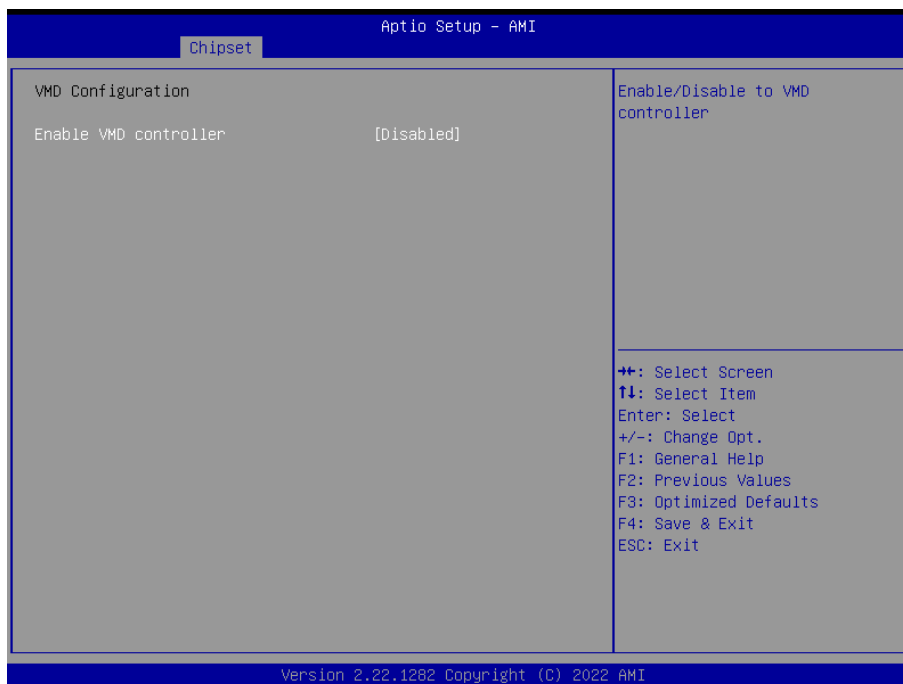 Aptio Setup – AMI
Chipset
VMD Configuration
Enable VMD controller [Disabled]
Enable/Disable to VMD
controller
→←: Select Screen
↑↓: Select Item
Enter: Select
+/-: Change Opt.
F1: General Help
F2: Previous Values
F3: Optimized Defaults
F4: Save & Exit
ESC: Exit
Version 2.22.1282 Copyright (C) 2022 AMI